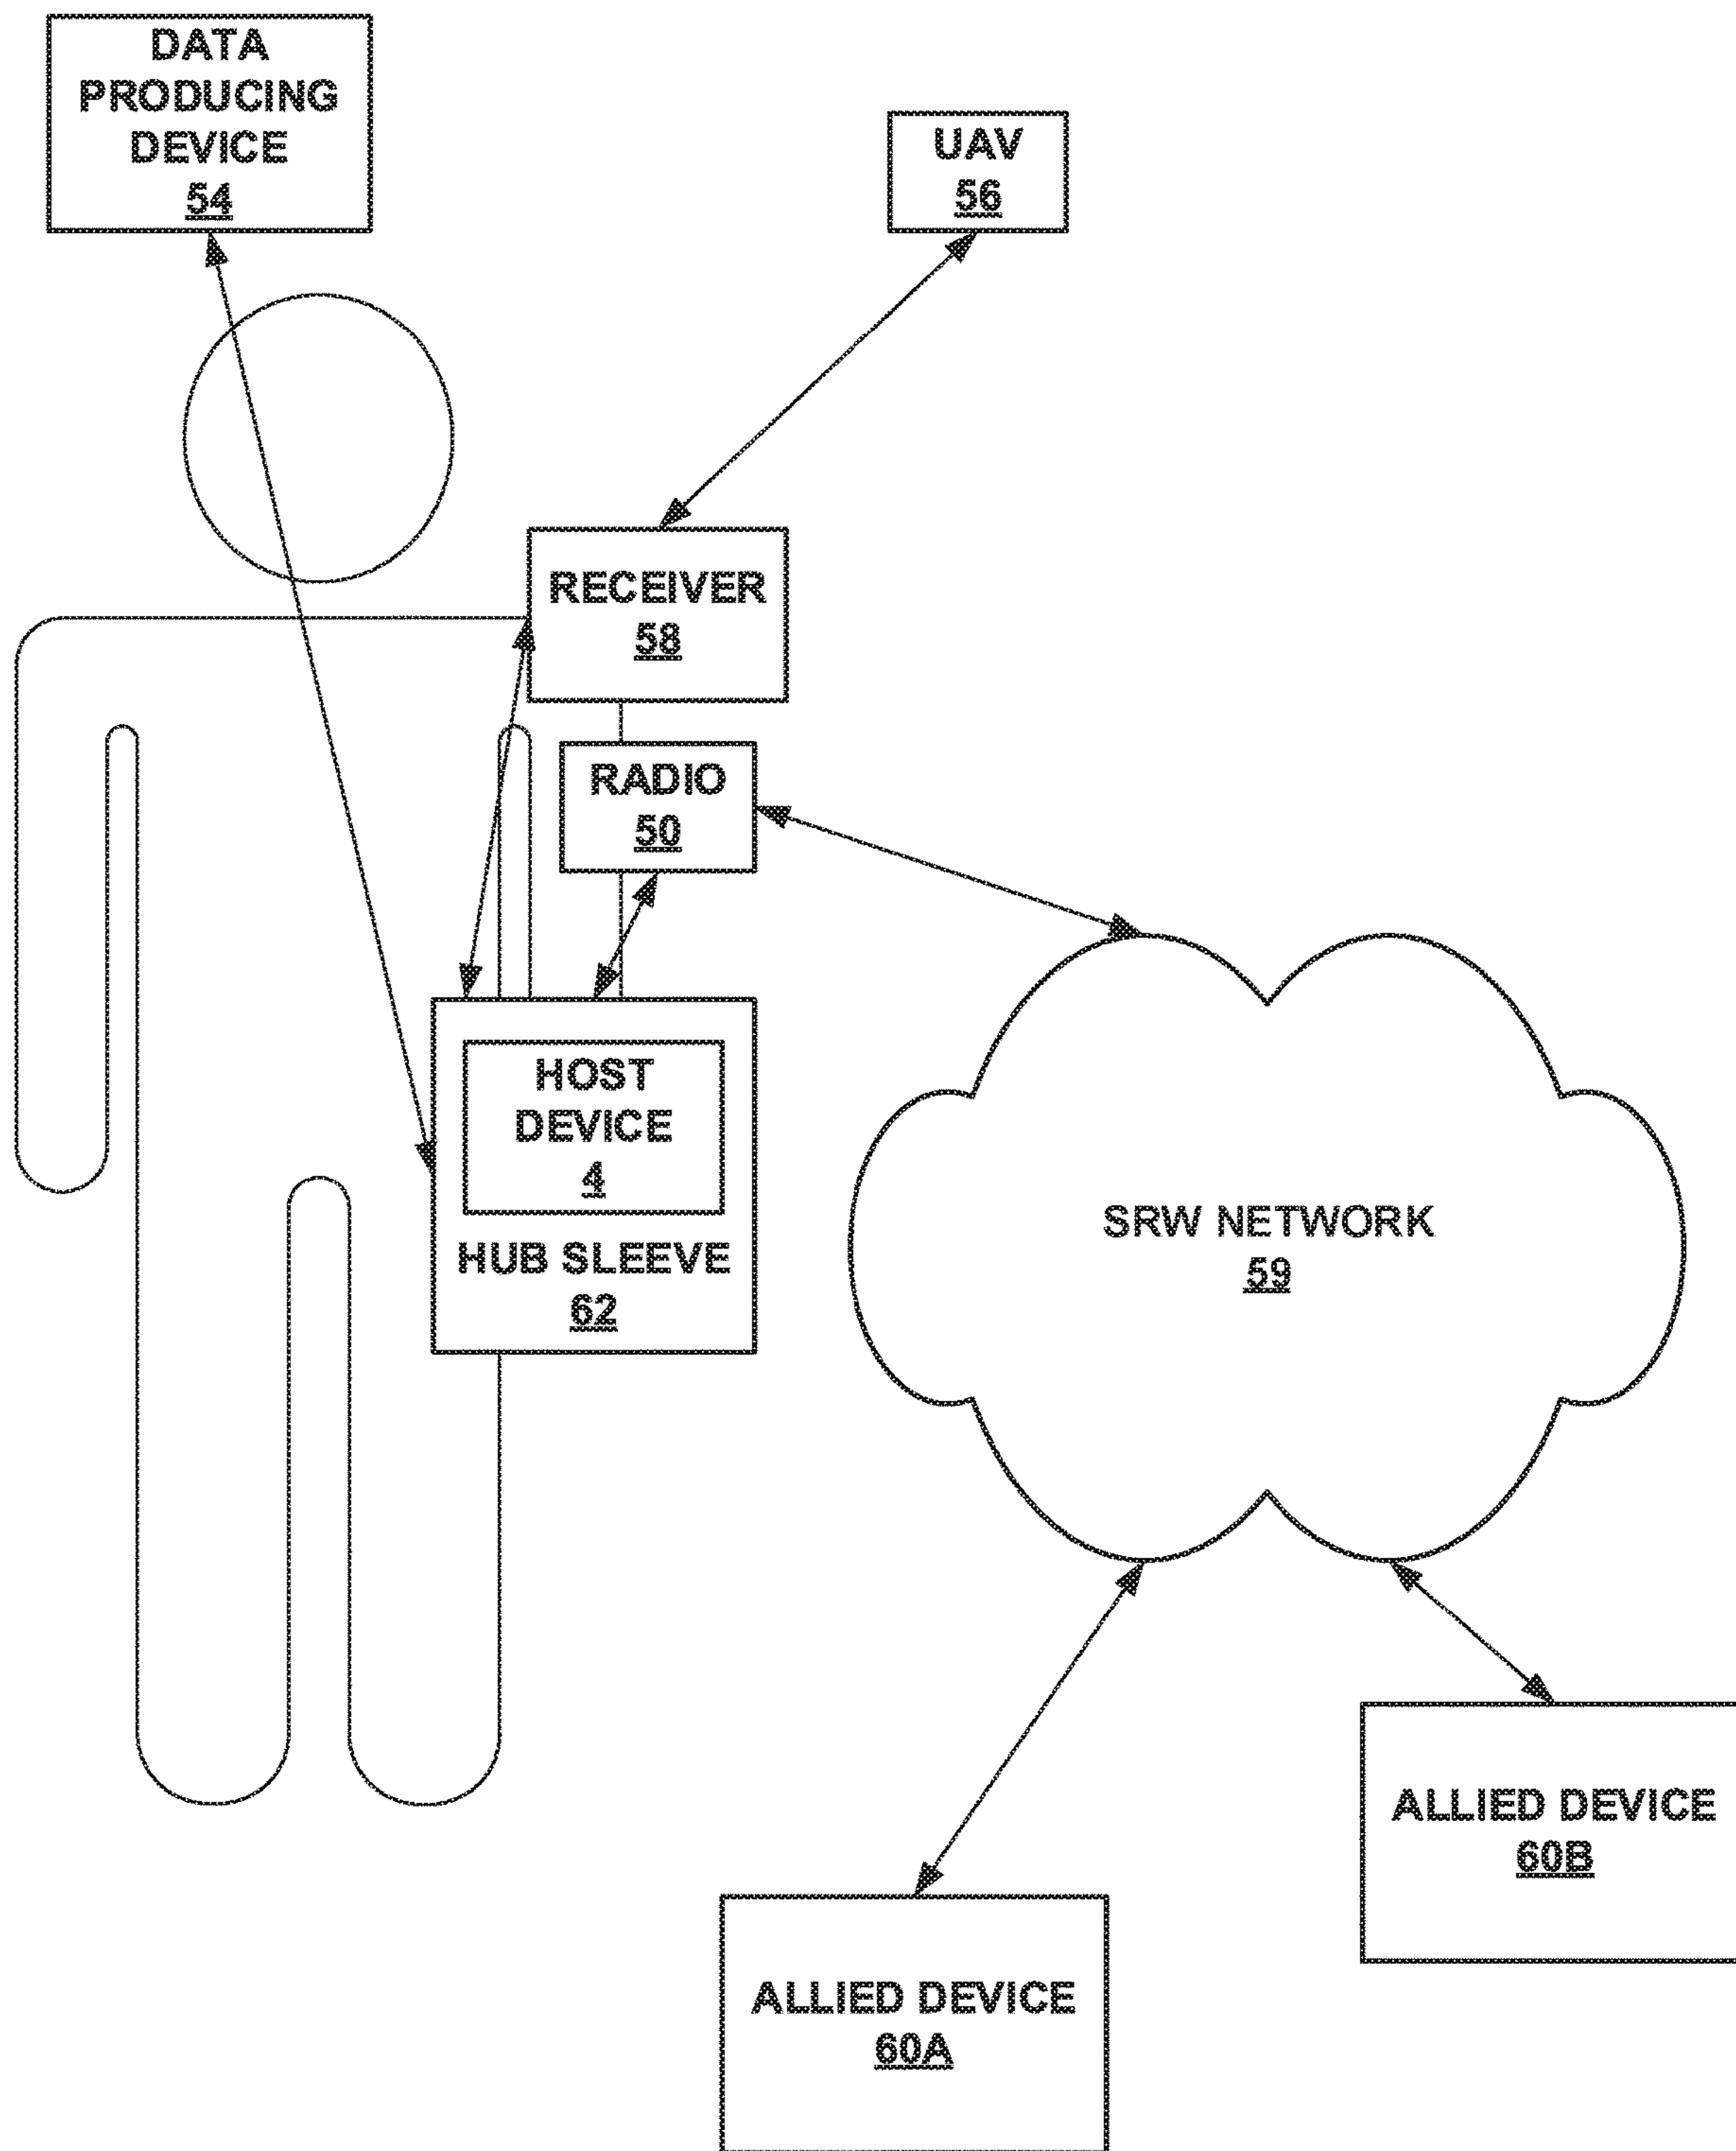 DATA
PRODUCING
DEVICE
54
UAV
56
RECEIVER
58
RADIO
50
HOST
DEVICE
4
HUB SLEEVE
62
SRW NETWORK
59
ALLIED DEVICE
60B
ALLIED DEVICE
60A